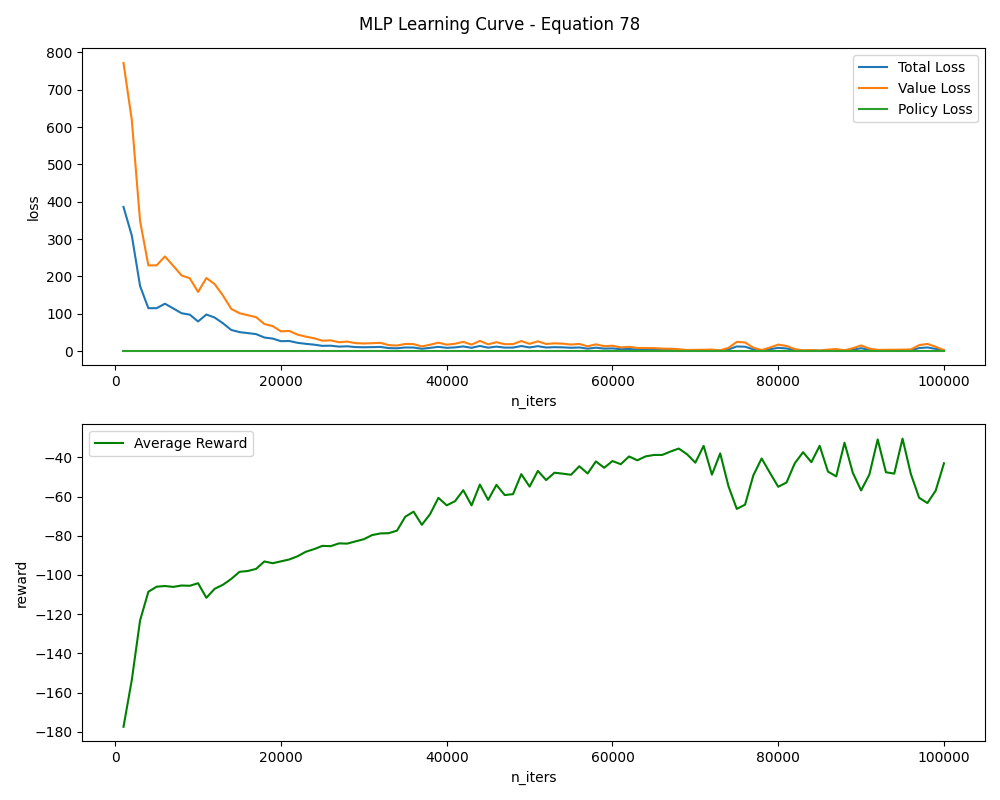 MLP Learning Curve - Equation 78
800
700
600
500
400
300
200
100
0
loss
Total Loss
Value Loss
Policy Loss
0 20000 40000 60000 80000 100000
n_iters
−40
−60
−80
−100
−120
−140
−160
−180
reward
Average Reward
0 20000 40000 60000 80000 100000
n_iters